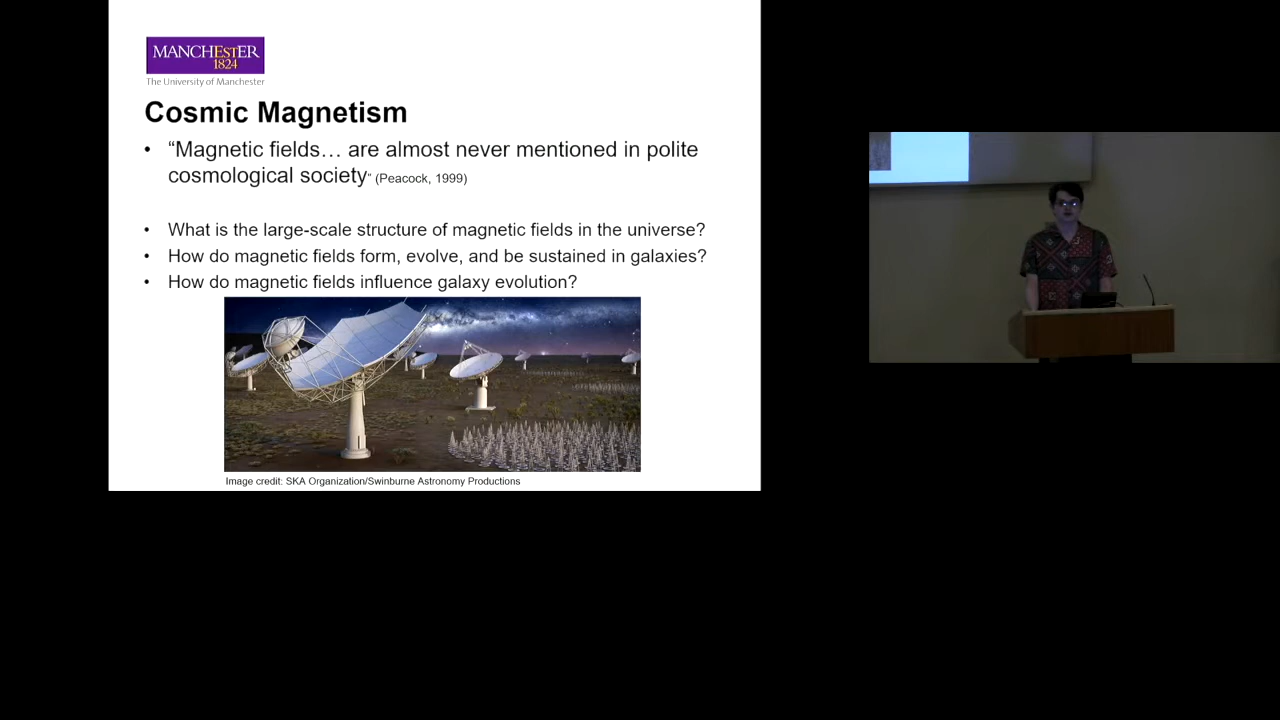 MANCHESTER
1824
The University of Manchester
Cosmic Magnetism
• “Magnetic fields… are almost never mentioned in polite
cosmological society“ (Peacock, 1999)
• What is the large-scale structure of magnetic fields in the universe?
• How do magnetic fields form, evolve, and be sustained in galaxies?
• How do magnetic fields influence galaxy evolution?
Image credit: SKA Organization/Swinburne Astronomy Productions